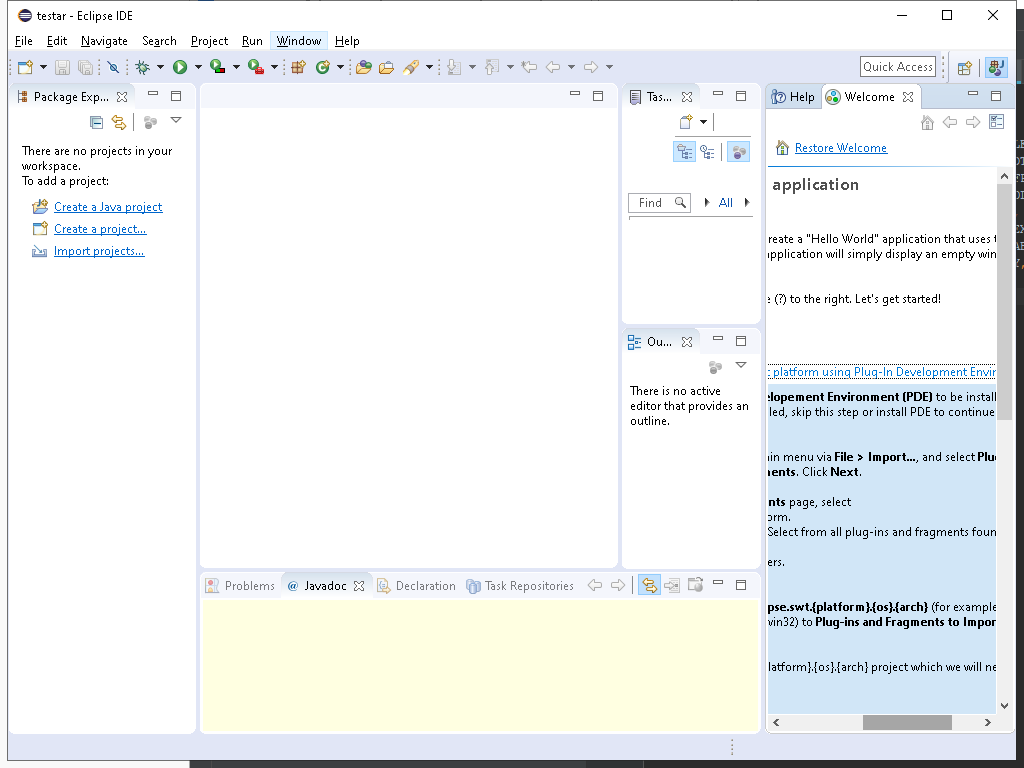 testar - Eclipse IDE
File Edit Navigate Search Project Run Window Help
Quick Access
Package Exp...
There are no projects in your
workspace.
To add a project:
Create a Java project
Create a project...
Import projects...
Tas...
Find
All
Ou...
There is no active
editor that provides an
outline.
Problems @ Javadoc Declaration Task Repositories
Help Welcome
Restore Welcome
application
reate a "Hello World" application that uses
pplication will simply display an empty win
e (?) to the right. Let's get started!
platform using Plug-In Development Envir
elopement Environment (PDE) to be install
led, skip this step or install PDE to continue
in menu via File > Import..., and select Plu
nents. Click Next.
nts page, select
orm.
Select from all plug-ins and fragments foun
ers.
pse.swt.{platform}.{os}.{arch} (for example
win32) to Plug-ins and Fragments to Impor
latform}.{os}.{arch} project which we will ne